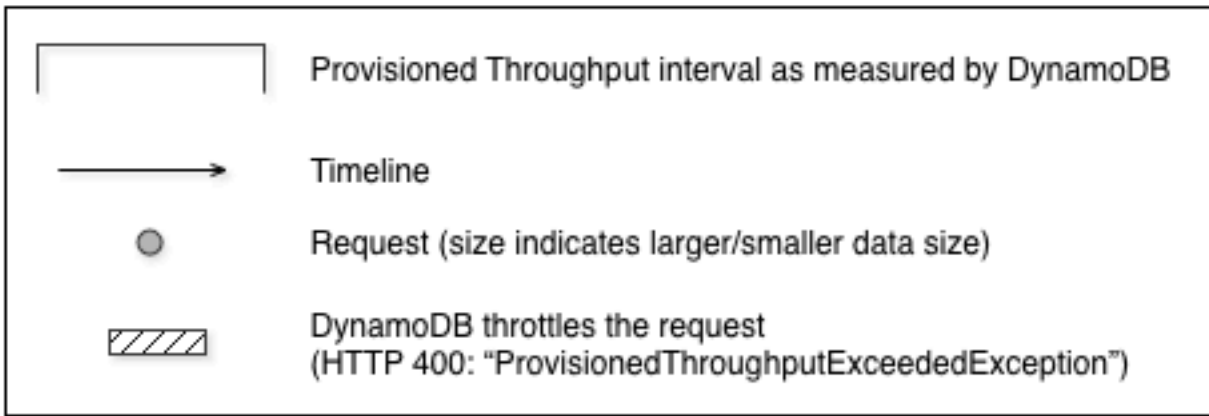 Provisioned Throughput interval as measured by DynamoDB
Timeline
Request (size indicates larger/smaller data size)
DynamoDB throttles the request
(HTTP 400: “ProvisionedThroughputExceededException”)